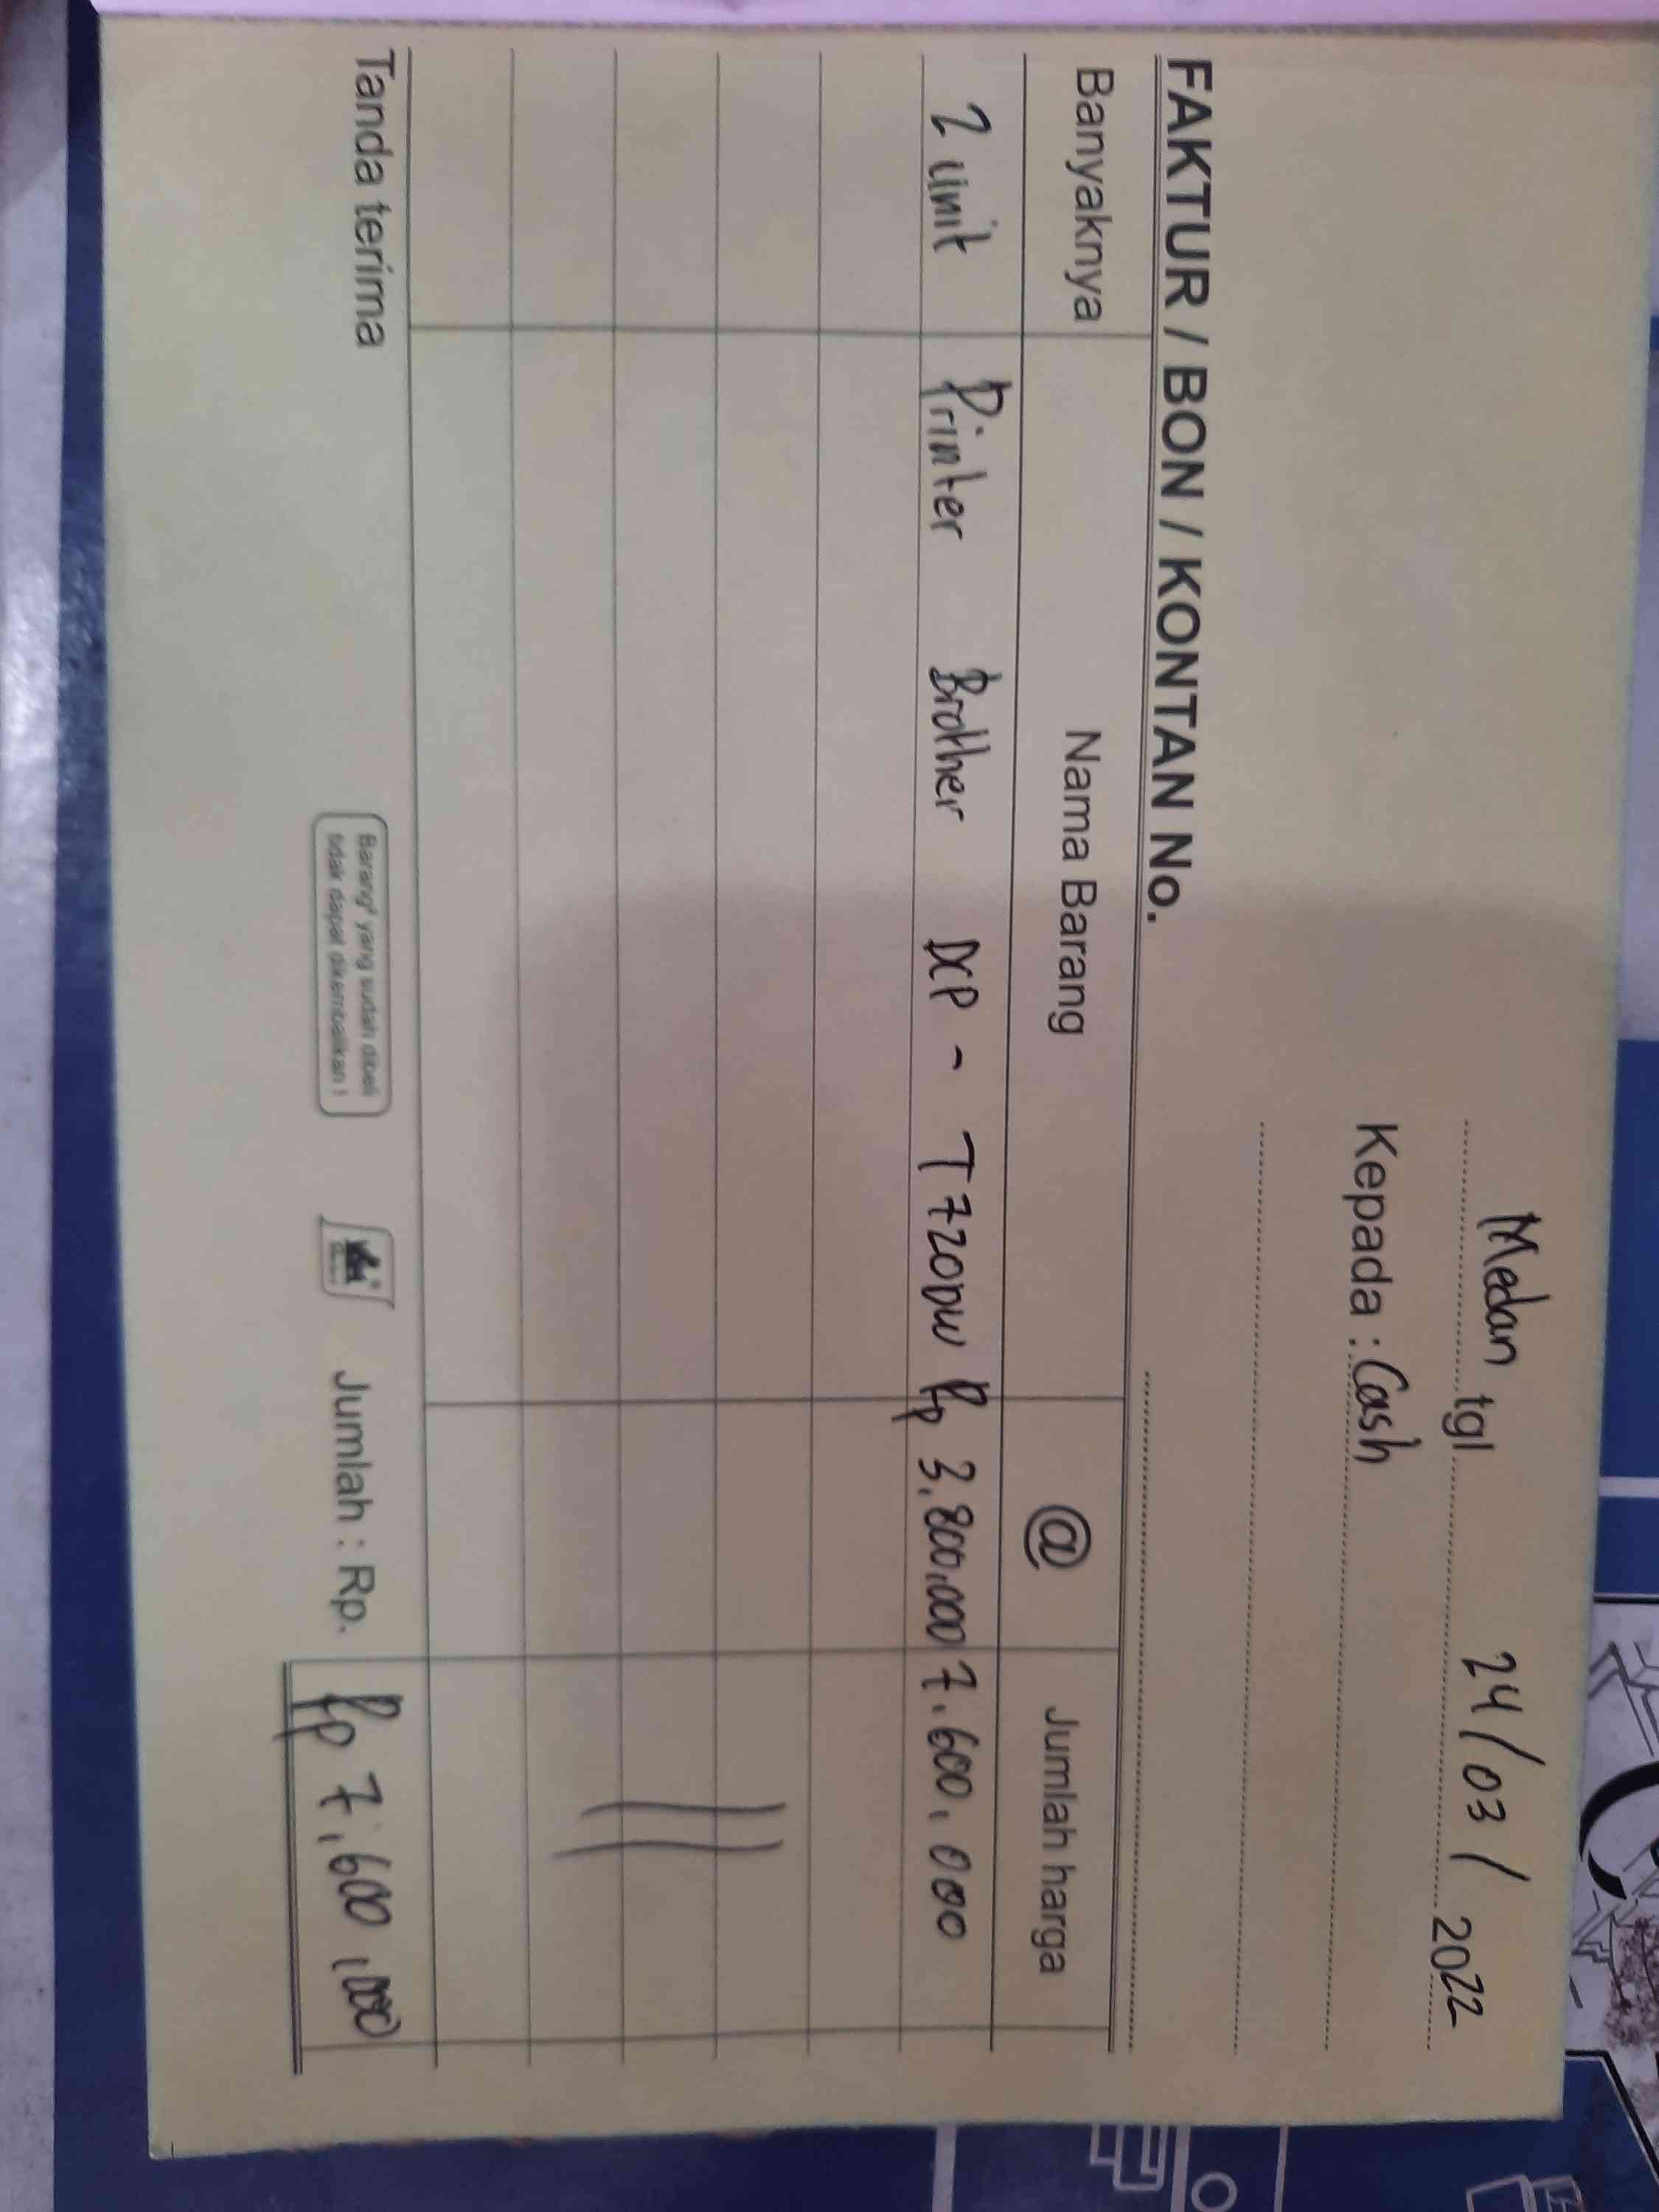 Medan tgl 24/03/2022
Kepada : Cash
FAKTUR / BON / KONTAN No.
Banyaknya Nama Barang @ Jumlah harga
2 unit Printer Brother DCP - T720DW Rp 3.800.000 7.600.000
Tanda terima Jumlah : Rp. Rp 7.600.000
Barang² yang sudah dibeli
tidak dapat dikembalikan !